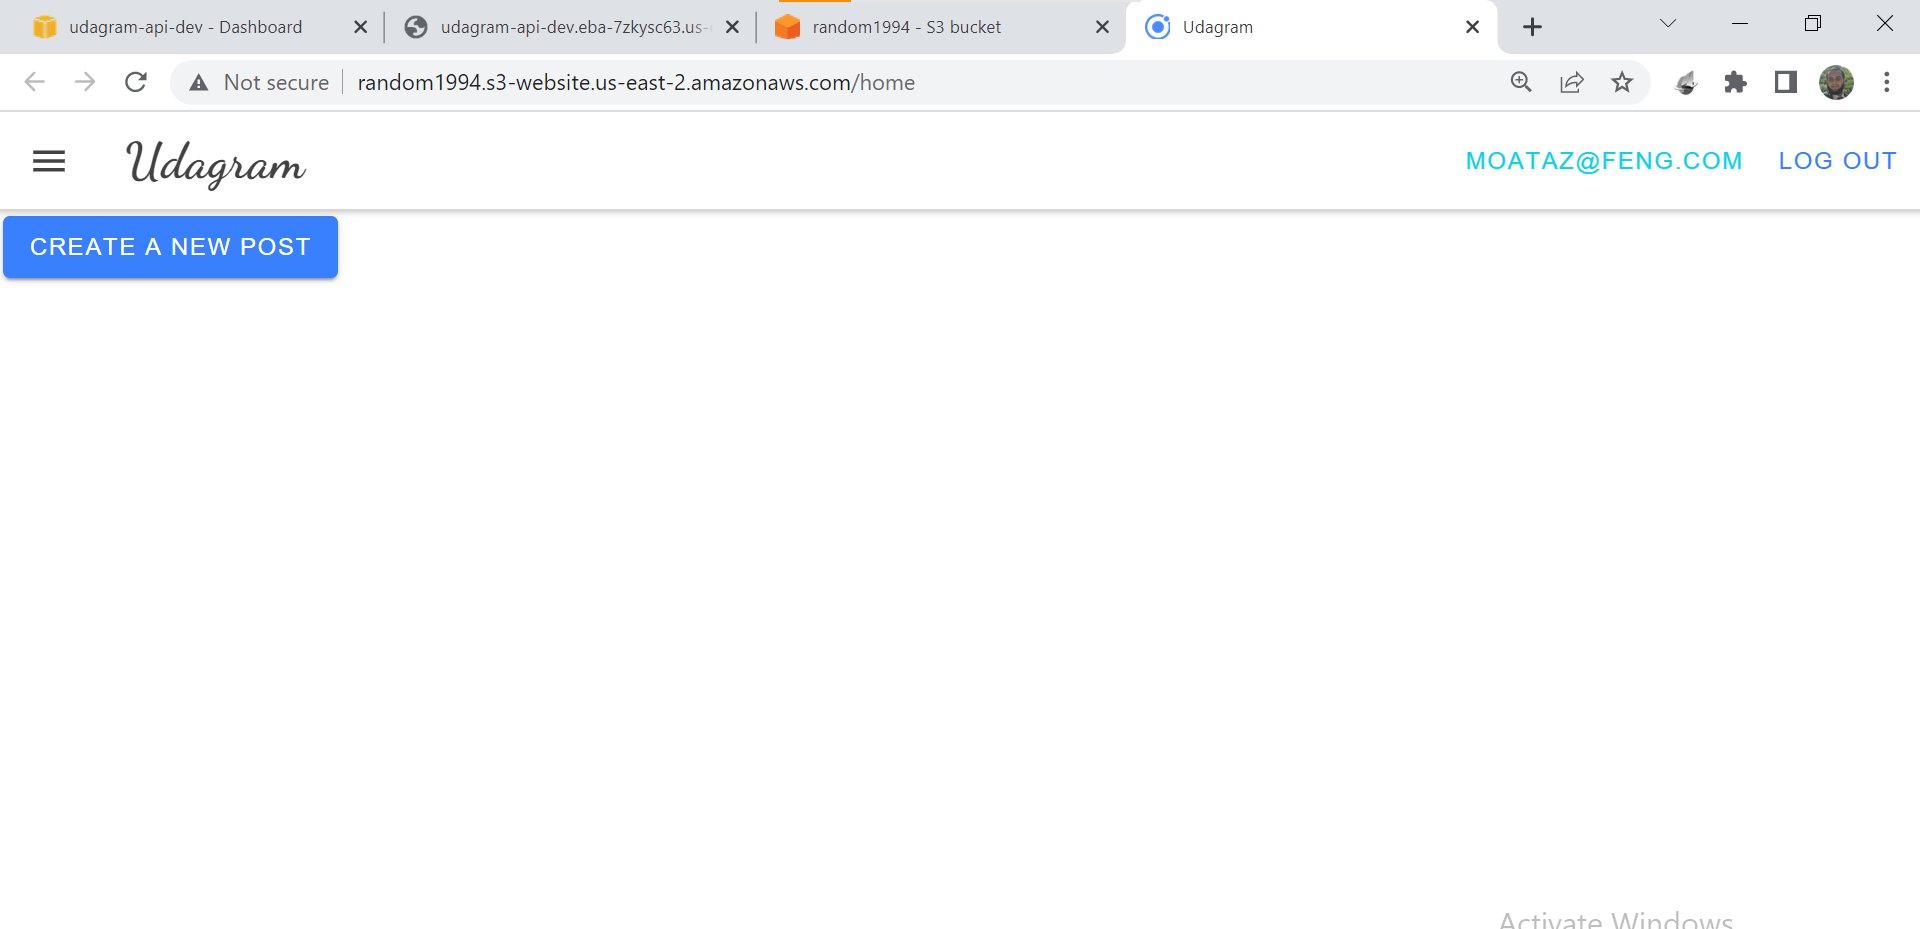 udagram-api-dev - Dashboard
udagram-api-dev.eba-7zkysc63.us-
random1994 - S3 bucket
Udagram
Not secure
random1994.s3-website.us-east-2.amazonaws.com/home
Udagram
MOATAZ@FENG.COM
LOG OUT
CREATE A NEW POST
Activate Windows